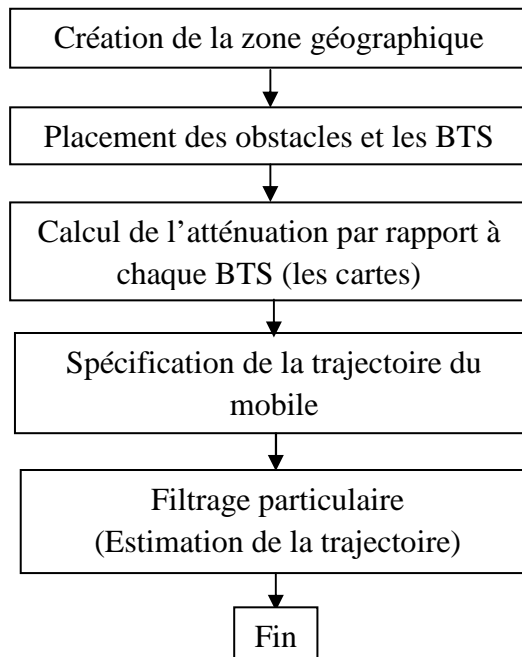 Création de la zone géographique
Placement des obstacles et les BTS
Calcul de l’atténuation par rapport à
chaque BTS (les cartes)
Spécification de la trajectoire du
mobile
Filtrage particulaire
(Estimation de la trajectoire)
Fin